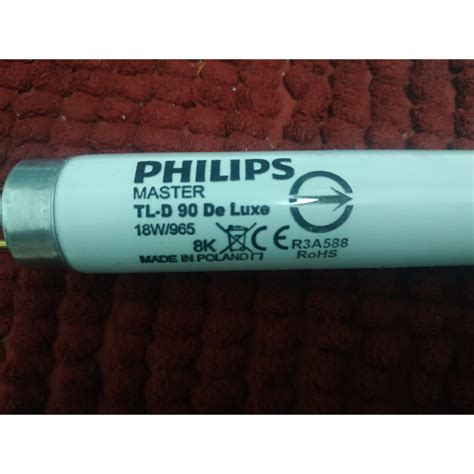 PHILIPS
MASTER
TL-D 90 De Luxe
18W/965
8K CE R3A588
RoHS
MADE IN POLAND